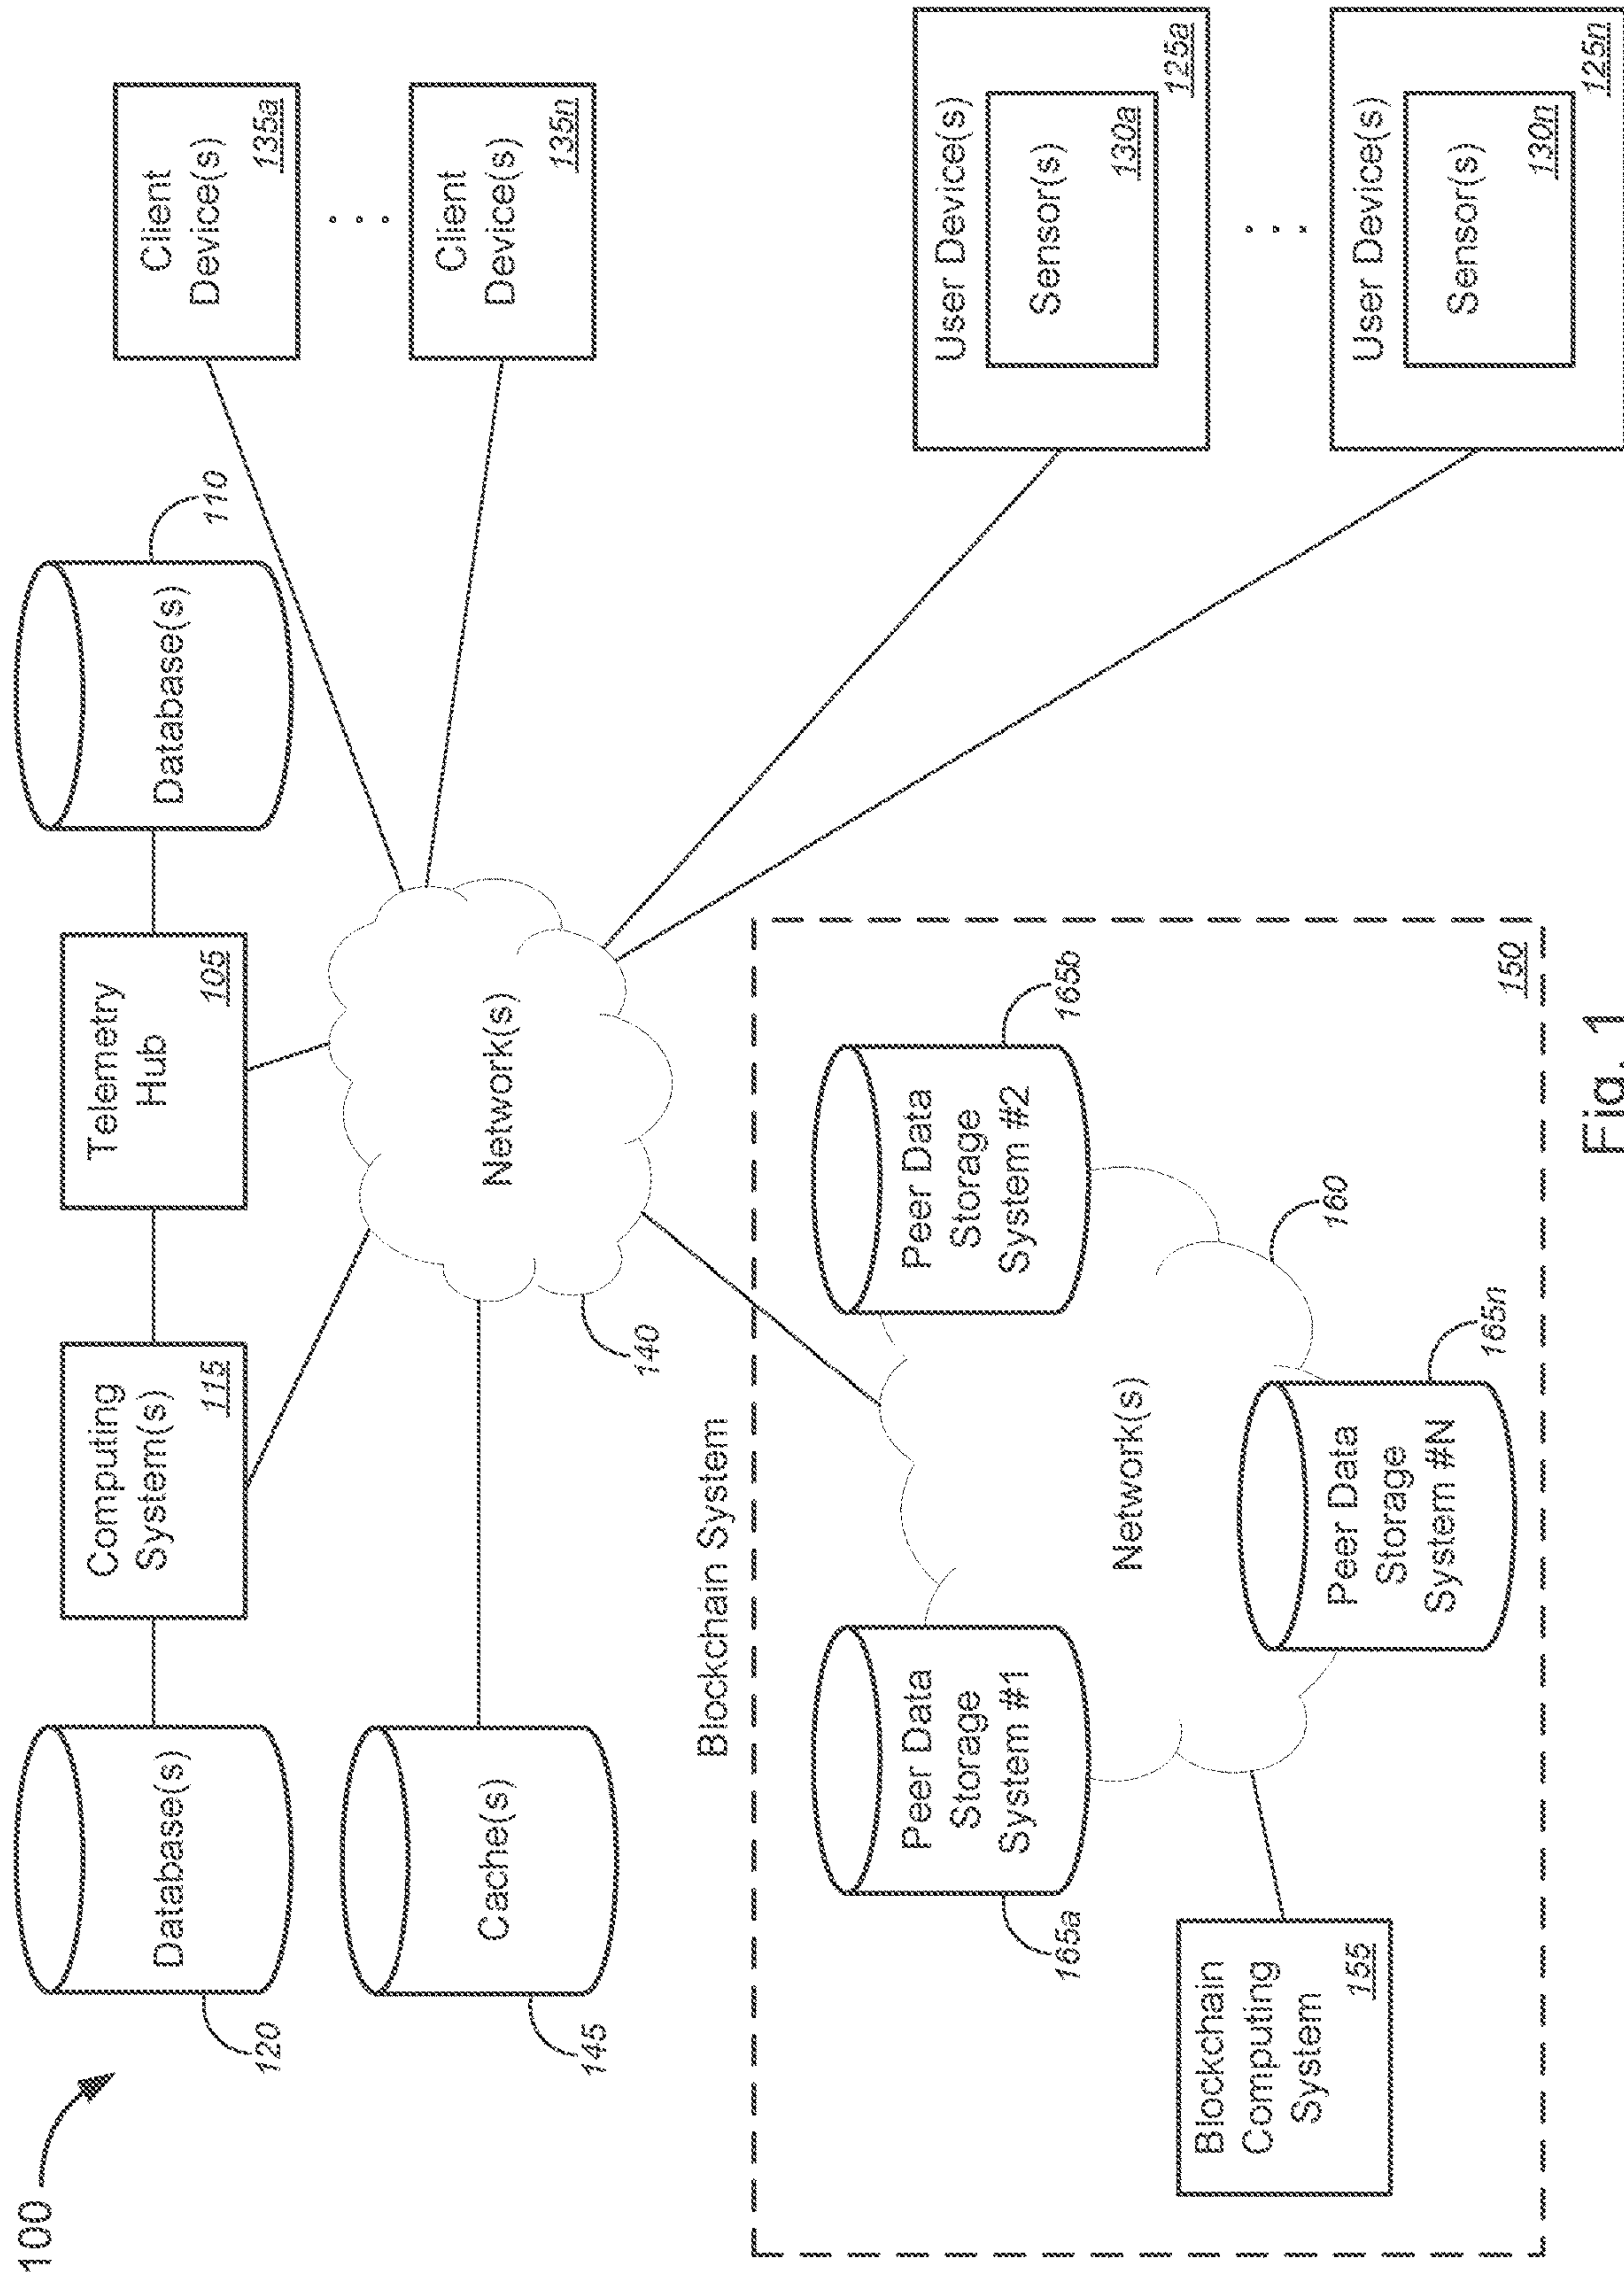 100
Database(s)
120
Computing
System(s)
115
Telemetry
Hub
105
Database(s)
110
Client
Device(s)
135a
. . .
Client
Device(s)
135n
Cache(s)
145
Network(s)
140
Blockchain System
Peer Data
Storage
System #1
165a
Peer Data
Storage
System #2
165b
Network(s)
160
Peer Data
Storage
System #N
165n
Blockchain
Computing
System
155
150
User Device(s)
Sensor(s)
130a
125a
. . .
User Device(s)
Sensor(s)
130n
125n
Fig. 1